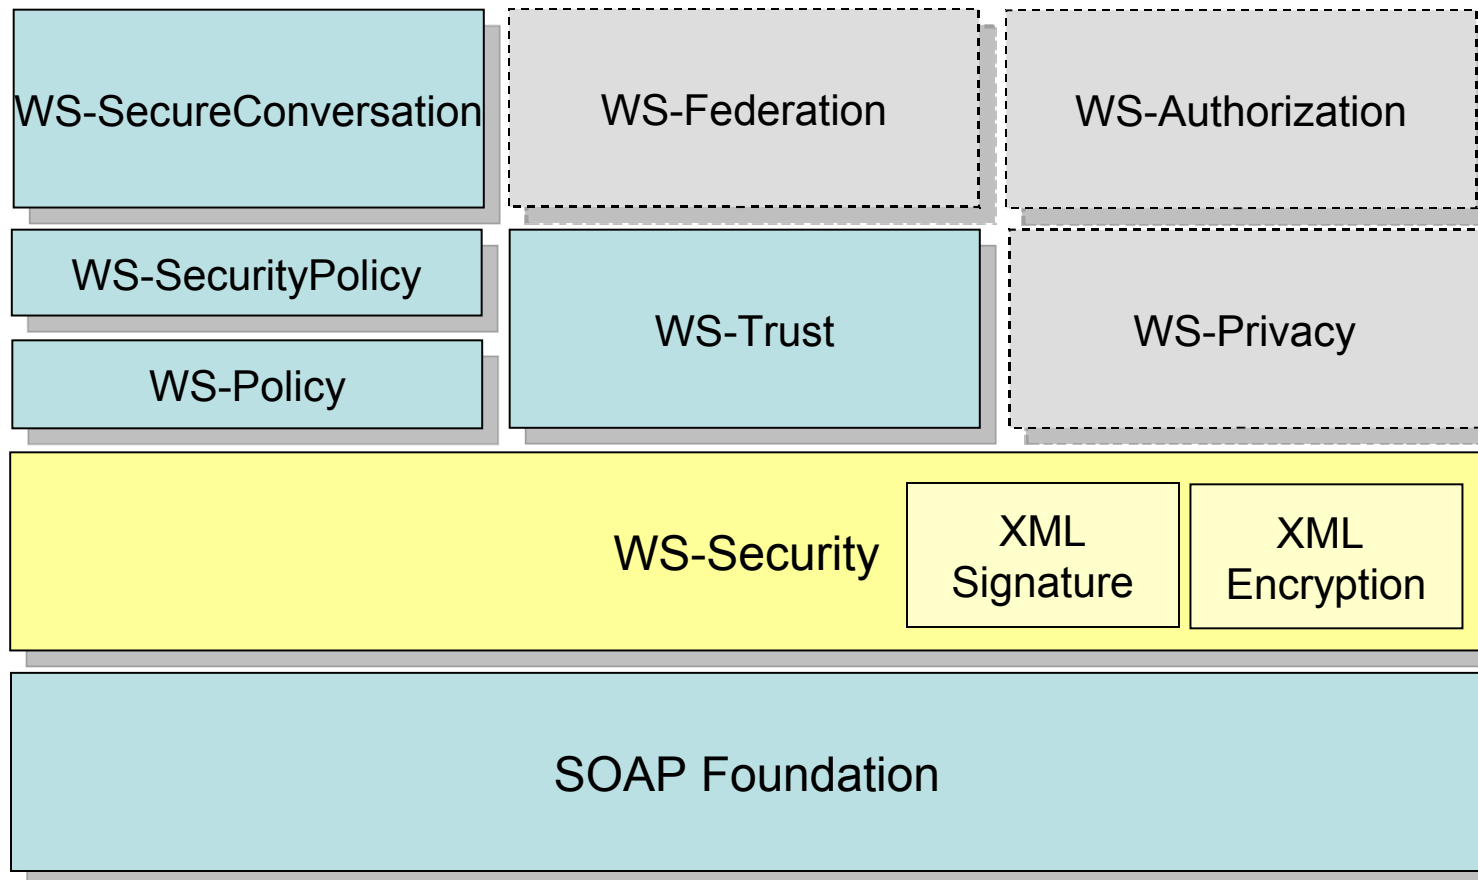 WS-SecureConversation
WS-Federation
WS-Authorization
WS-SecurityPolicy
WS-Trust
WS-Privacy
WS-Policy
WS-Security
XML
Signature
XML
Encryption
SOAP Foundation